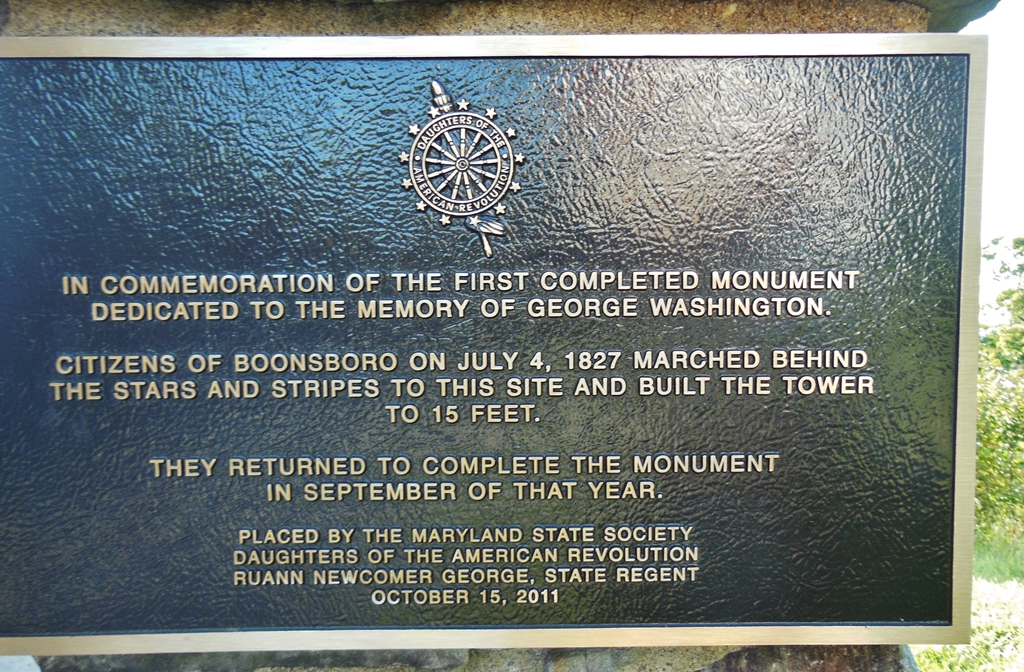 DAUGHTERS OF THE
AMERICAN REVOLUTION
IN COMMEMORATION OF THE FIRST COMPLETED MONUMENT
DEDICATED TO THE MEMORY OF GEORGE WASHINGTON.
CITIZENS OF BOONSBORO ON JULY 4, 1827 MARCHED BEHIND
THE STARS AND STRIPES TO THIS SITE AND BUILT THE TOWER
TO 15 FEET.
THEY RETURNED TO COMPLETE THE MONUMENT
IN SEPTEMBER OF THAT YEAR.
PLACED BY THE MARYLAND STATE SOCIETY
DAUGHTERS OF THE AMERICAN REVOLUTION
RUANN NEWCOMER GEORGE, STATE REGENT
OCTOBER 15, 2011